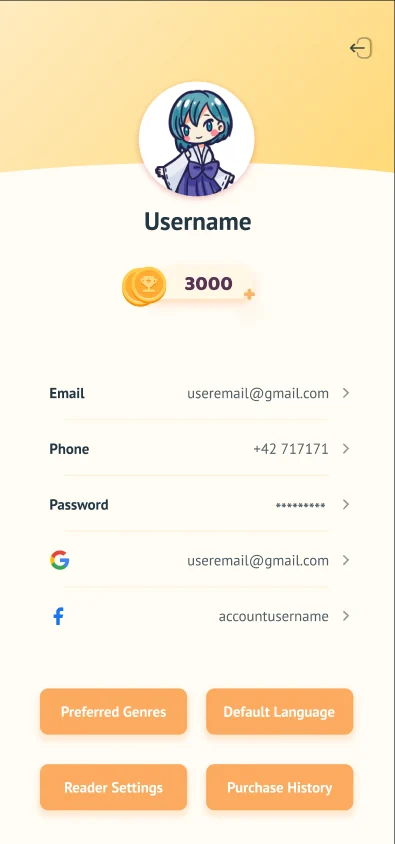 Username
3000
Email useremail@gmail.com
Phone +42 717171
Password *********
useremail@gmail.com
accountusername
Preferred Genres Default Language
Reader Settings Purchase History